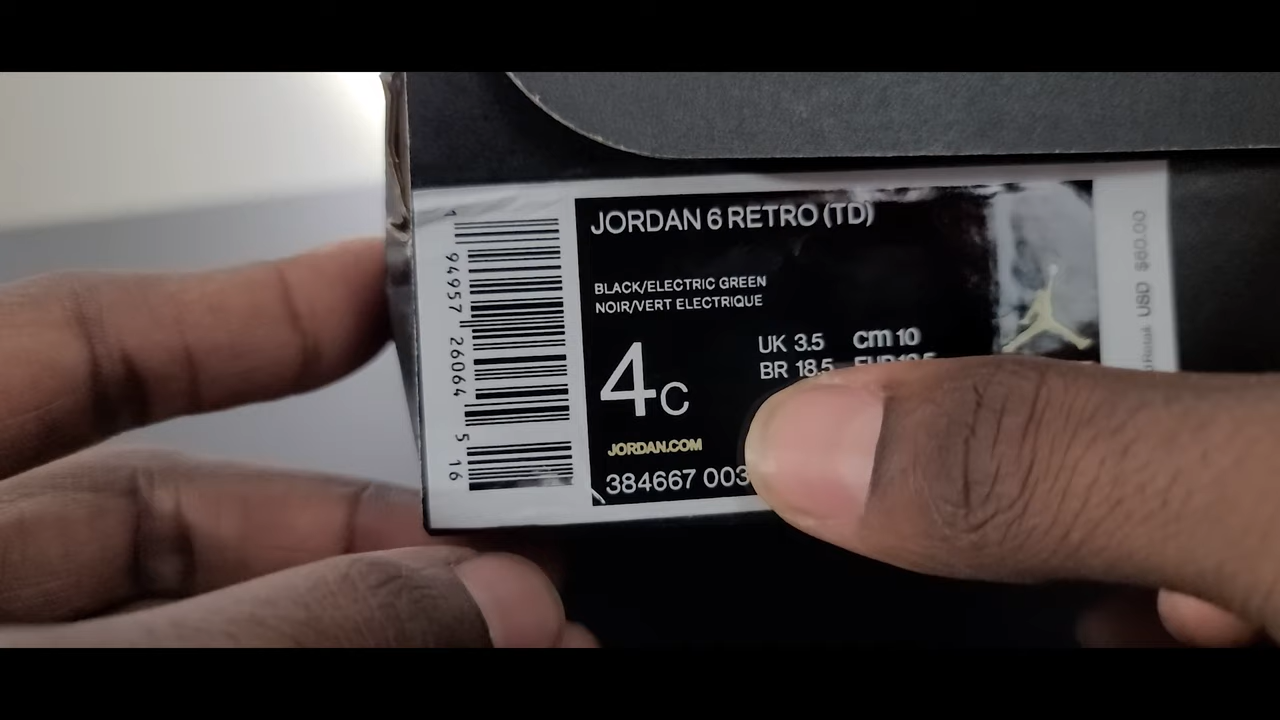 JORDAN 6 RETRO (TD)
BLACK/ELECTRIC GREEN
NOIR/VERT ELECTRIQUE
4C
UK 3.5 cm 10
BR 18.5
JORDAN.COM
384667 003
1 94957 26064 5 16
USD $60.00